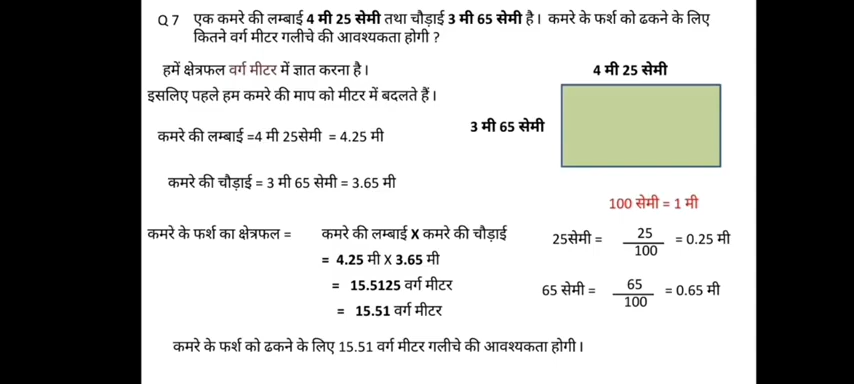 Q 7 एक कमरे की लम्बाई 4 मी 25 सेमी तथा चौड़ाई 3 मी 65 सेमी है। कमरे के फर्श को ढकने के लिए
कितने वर्ग मीटर गलीचे की आवश्यकता होगी ?
हमें क्षेत्रफल वर्ग मीटर में ज्ञात करना है।
इसलिए पहले हम कमरे की माप को मीटर में बदलते हैं।
4 मी 25 सेमी
3 मी 65 सेमी
कमरे की लम्बाई =4 मी 25सेमी = 4.25 मी
कमरे की चौड़ाई = 3 मी 65 सेमी = 3.65 मी
100 सेमी = 1 मी
कमरे के फर्श का क्षेत्रफल = कमरे की लम्बाई X कमरे की चौड़ाई
= 4.25 मी X 3.65 मी
= 15.5125 वर्ग मीटर
= 15.51 वर्ग मीटर
25सेमी = 25/100 = 0.25 मी
65 सेमी = 65/100 = 0.65 मी
कमरे के फर्श को ढकने के लिए 15.51 वर्ग मीटर गलीचे की आवश्यकता होगी।